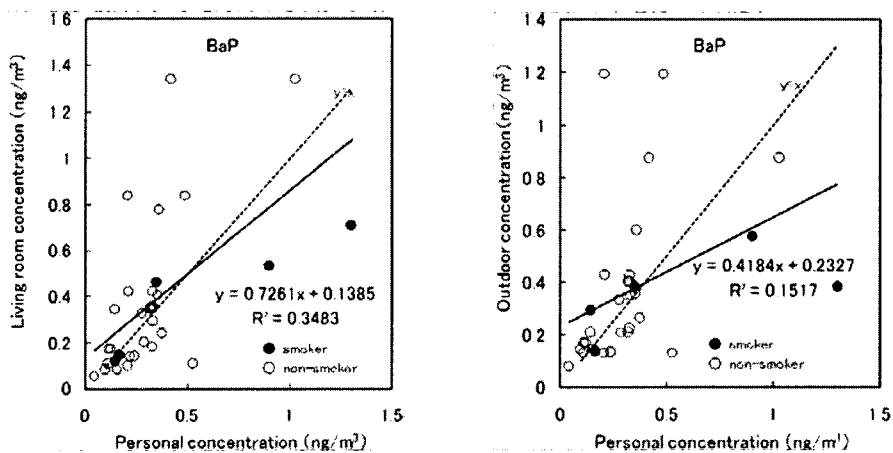 BaP
Living room concentration (ng/m³)
1.6
1.4
1.2
1
0.8
0.6
0.4
0.2
0
y=x
y = 0.7261x + 0.1385
R² = 0.3483
smoker
non-smoker
0
0.5
1
1.5
Personal concentration (ng/m³)
BaP
Outdoor concentration (ng/m³)
1.4
1.2
1
0.8
0.6
0.4
0.2
0
y=x
y = 0.4184x + 0.2327
R² = 0.1517
smoker
non-smoker
0
0.5
1
1.5
Personal concentration (ng/m³)